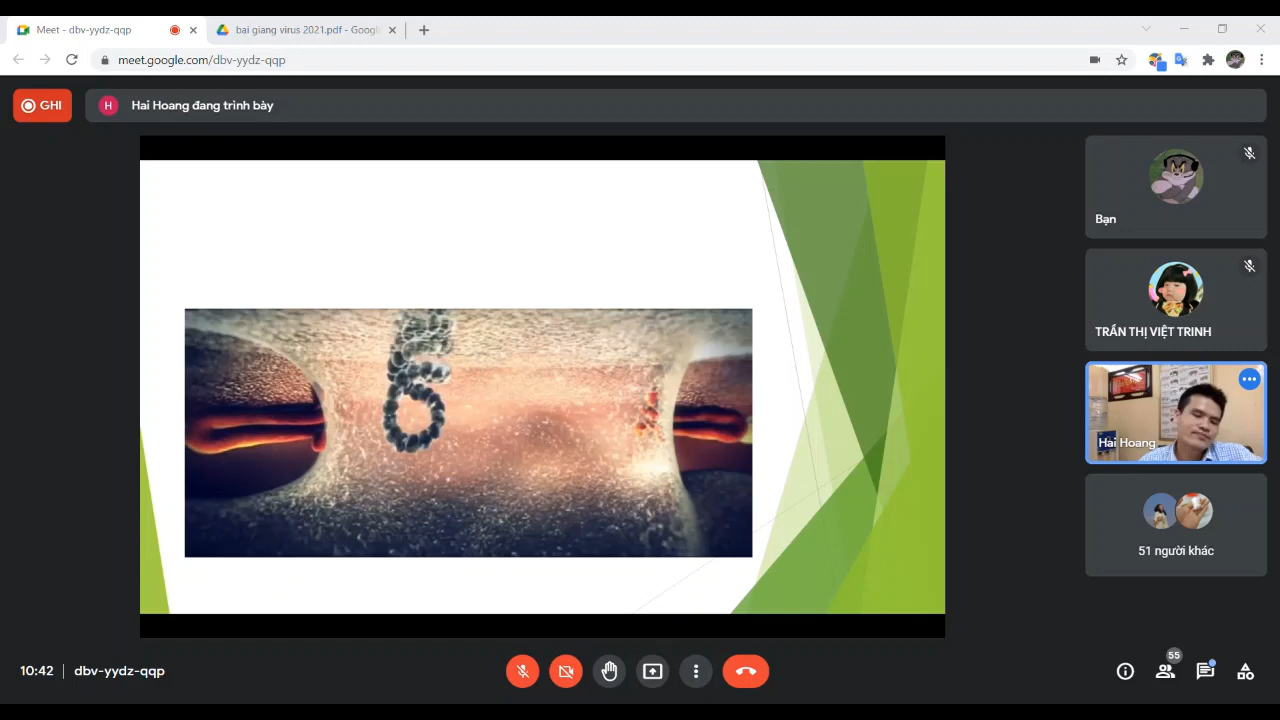 Meet - dbv-yydz-qqp
bai giang virus 2021.pdf - Googl
meet.google.com/dbv-yydz-qqp
GHI
H
Hai Hoang đang trình bày
Bạn
TRẦN THỊ VIỆT TRINH
Hai Hoang
51 người khác
10:42
dbv-yydz-qqp
55